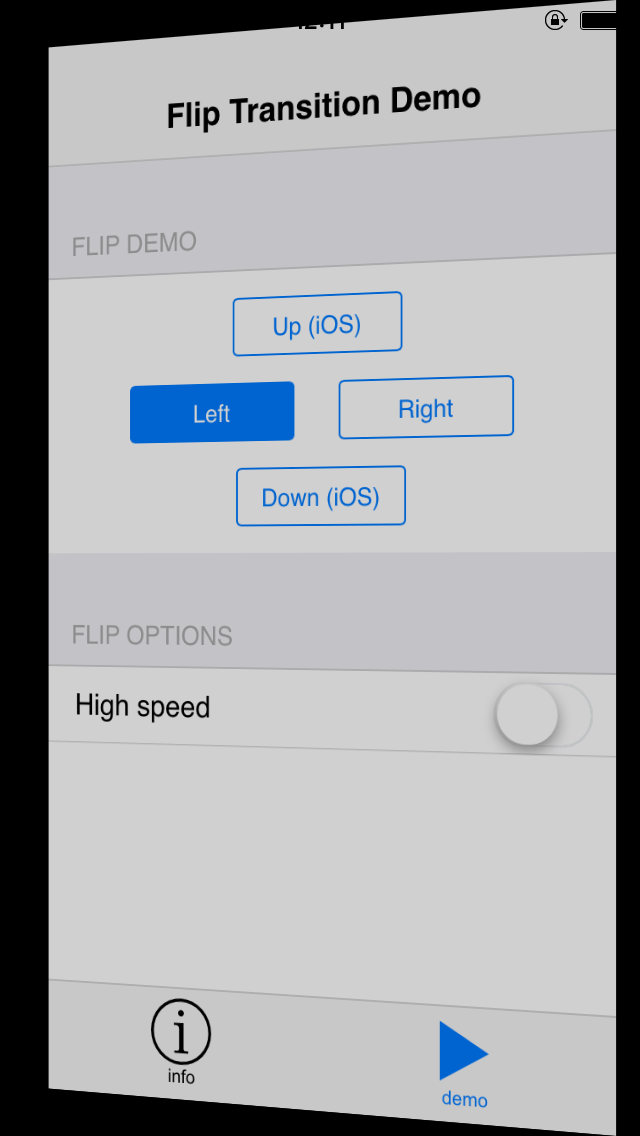 Flip Transition Demo
FLIP DEMO
Up (iOS)
Left
Right
Down (iOS)
FLIP OPTIONS
High speed
info
demo